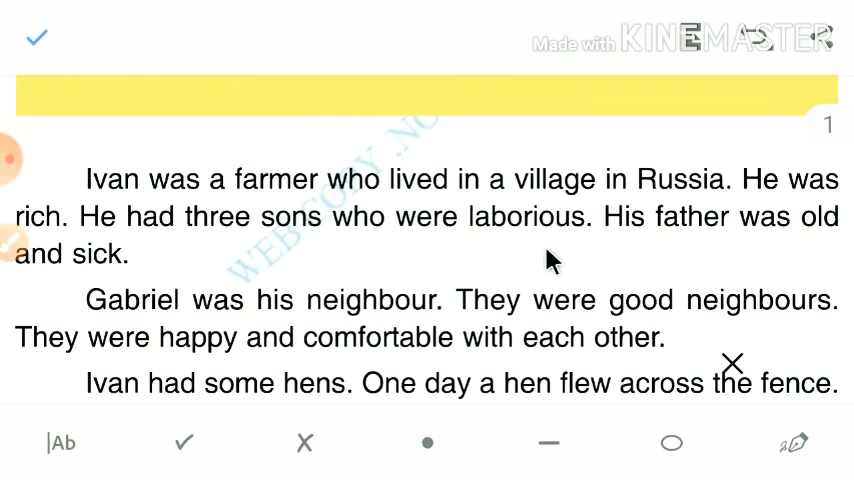 Made with KINEMASTER
1
Ivan was a farmer who lived in a village in Russia. He was
rich. He had three sons who were laborious. His father was old
and sick.
WEB COPY .NO
Gabriel was his neighbour. They were good neighbours.
They were happy and comfortable with each other.
Ivan had some hens. One day a hen flew across the fence.
|Ab